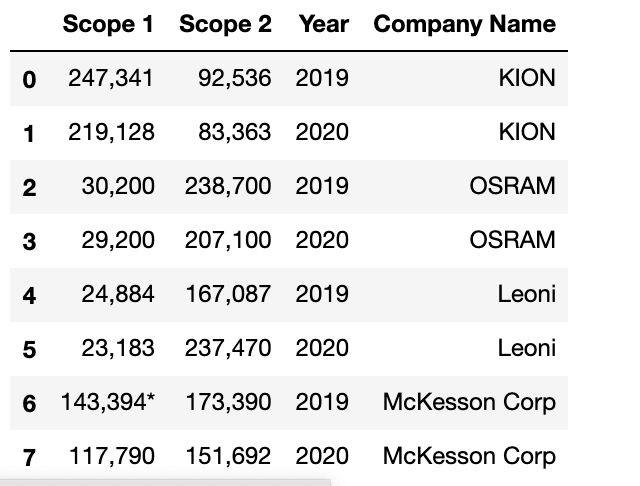 Scope 1 Scope 2 Year Company Name
0 247,341 92,536 2019 KION
1 219,128 83,363 2020 KION
2 30,200 238,700 2019 OSRAM
3 29,200 207,100 2020 OSRAM
4 24,884 167,087 2019 Leoni
5 23,183 237,470 2020 Leoni
6 143,394* 173,390 2019 McKesson Corp
7 117,790 151,692 2020 McKesson Corp